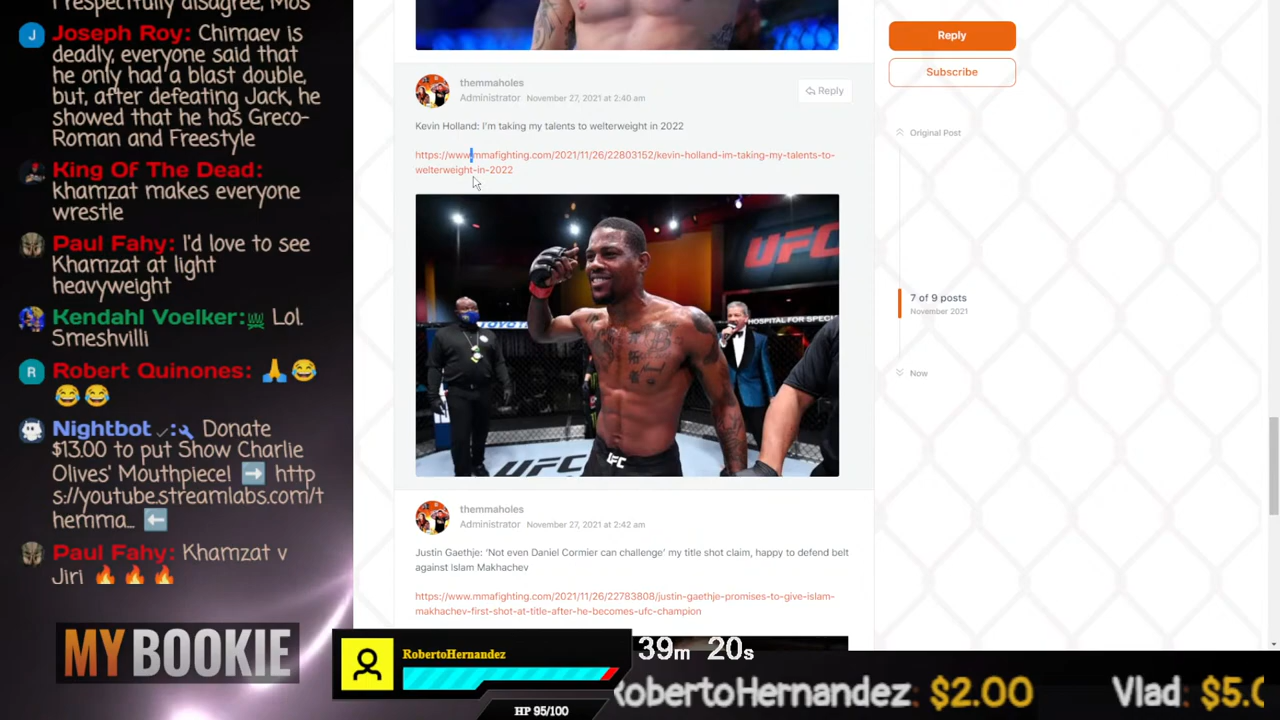 I respectfully disagree, Mos
Joseph Roy: Chimaev is
deadly, everyone said that
he only had a blast double,
but, after defeating Jack, he
showed that he has Greco-
Roman and Freestyle
King Of The Dead:
khamzat makes everyone
wrestle
Paul Fahy: I'd love to see
Khamzat at light
heavyweight
Kendahl Voelker: Lol.
Smeshvilli
Robert Quinones: 🙏😂
😂😂
Nightbot ✓: Donate
$13.00 to put Show Charlie
Olives' Mouthpiece! ➡️ http
s://youtube.streamlabs.com/t
hemma... ⬅️
Paul Fahy: Khamzat v
Jiri 🔥🔥🔥
MYBOOKIE
themmaholes
Administrator November 27, 2021 at 2:40 am
Reply
Kevin Holland: I'm taking my talents to welterweight in 2022
https://www.mmafighting.com/2021/11/26/22803152/kevin-holland-im-taking-my-talents-to-
welterweight-in-2022
UFC
TOYO TI
HOSPITAL FOR SPECIAL
UFC
UFC
themmaholes
Administrator November 27, 2021 at 2:42 am
Justin Gaethje: 'Not even Daniel Cormier can challenge' my title shot claim, happy to defend belt
against Islam Makhachev
https://www.mmafighting.com/2021/11/26/22783808/justin-gaethje-promises-to-give-islam-
makhachev-first-shot-at-title-after-he-becomes-ufc-champion
Reply
Subscribe
Original Post
7 of 9 posts
November 2021
Now
RobertoHernandez
HP 95/100
39m 20s
RobertoHernandez: $2.00 Vlad: $5.0